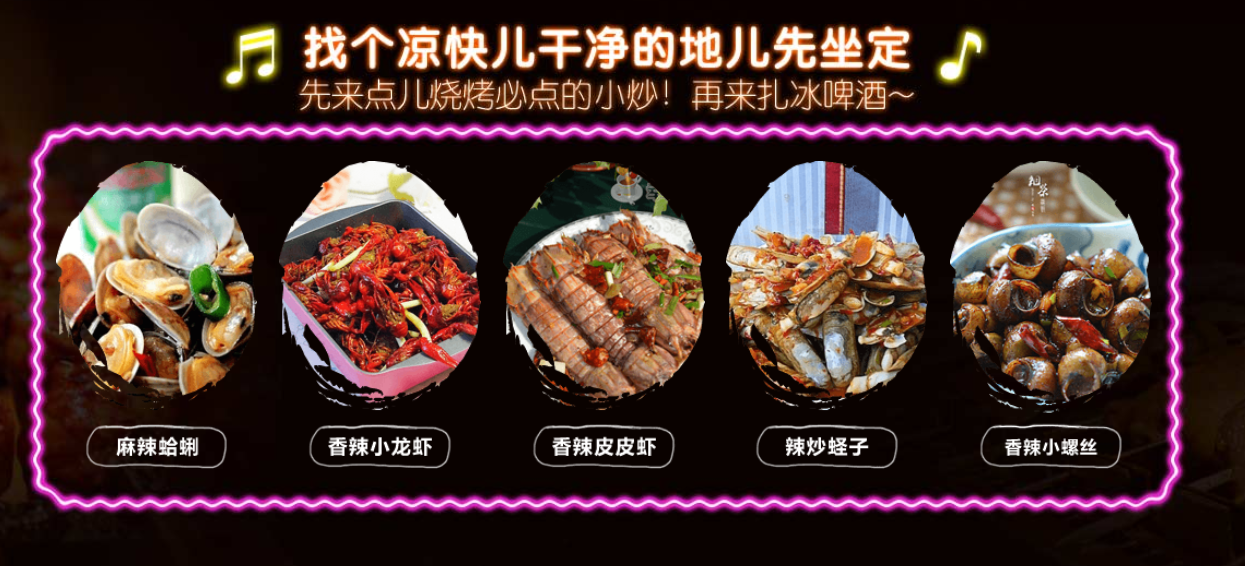 找个凉快儿干净的地儿先坐定
先来点儿烧烤必点的小炒！再来扎冰啤酒～
麻辣蛤蜊
香辣小龙虾
香辣皮皮虾
辣炒蛏子
香辣小螺丝